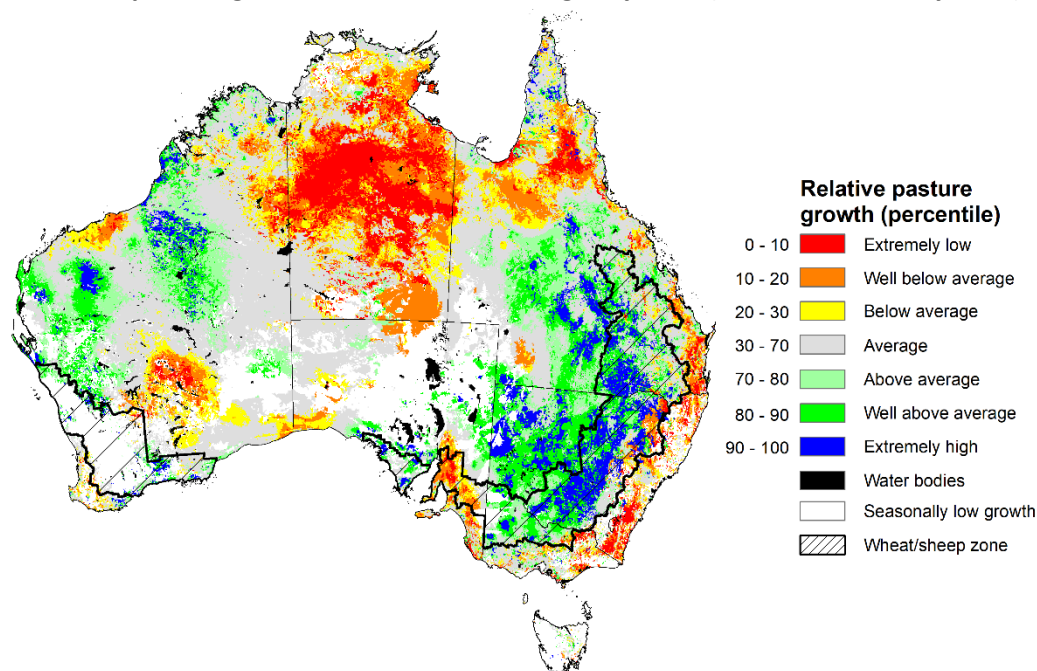 Relative pasture
growth (percentile)
0 - 10 Extremely low
10 - 20 Well below average
20 - 30 Below average
30 - 70 Average
70 - 80 Above average
80 - 90 Well above average
90 - 100 Extremely high
Water bodies
Seasonally low growth
Wheat/sheep zone